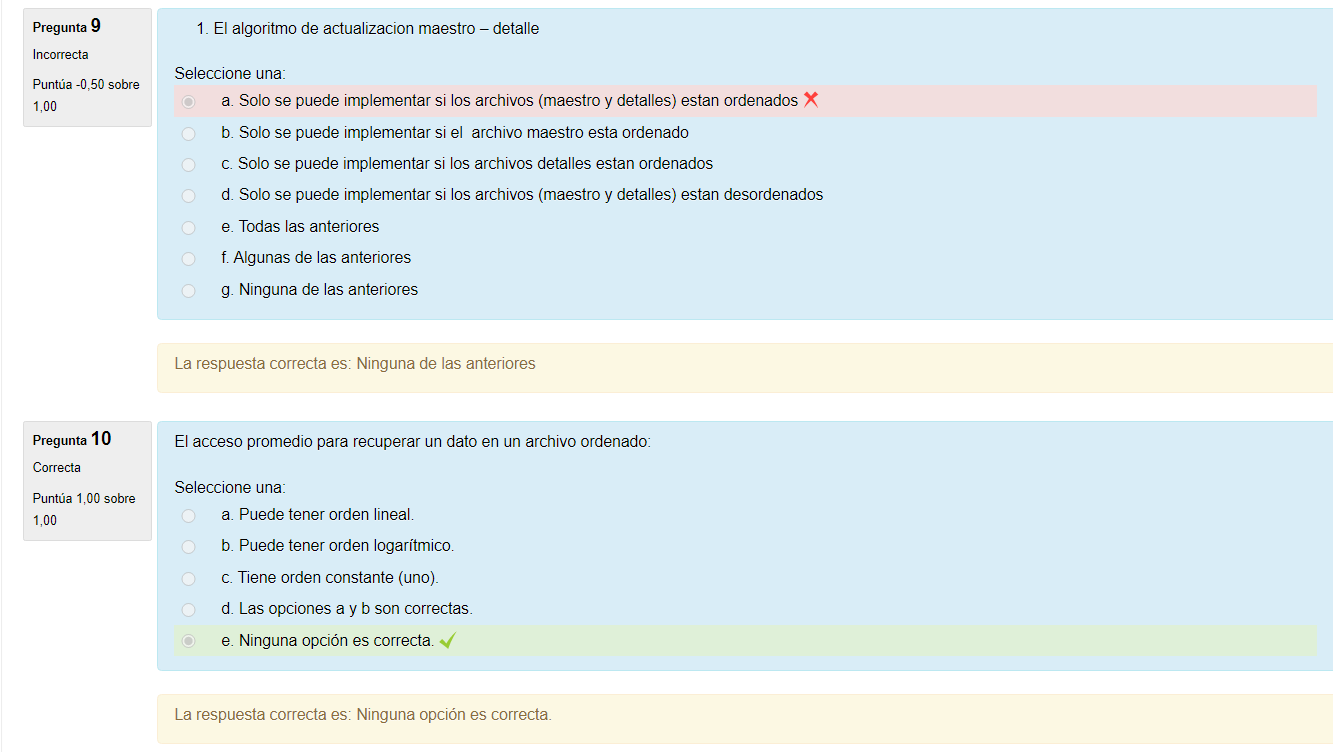 Pregunta 9
Incorrecta
Puntúa -0,50 sobre
1,00
1. El algoritmo de actualizacion maestro – detalle
Seleccione una:
a. Solo se puede implementar si los archivos (maestro y detalles) estan ordenados
b. Solo se puede implementar si el archivo maestro esta ordenado
c. Solo se puede implementar si los archivos detalles estan ordenados
d. Solo se puede implementar si los archivos (maestro y detalles) estan desordenados
e. Todas las anteriores
f. Algunas de las anteriores
g. Ninguna de las anteriores
La respuesta correcta es: Ninguna de las anteriores
Pregunta 10
Correcta
Puntúa 1,00 sobre
1,00
El acceso promedio para recuperar un dato en un archivo ordenado:
Seleccione una:
a. Puede tener orden lineal.
b. Puede tener orden logarítmico.
c. Tiene orden constante (uno).
d. Las opciones a y b son correctas.
e. Ninguna opción es correcta.
La respuesta correcta es: Ninguna opción es correcta.